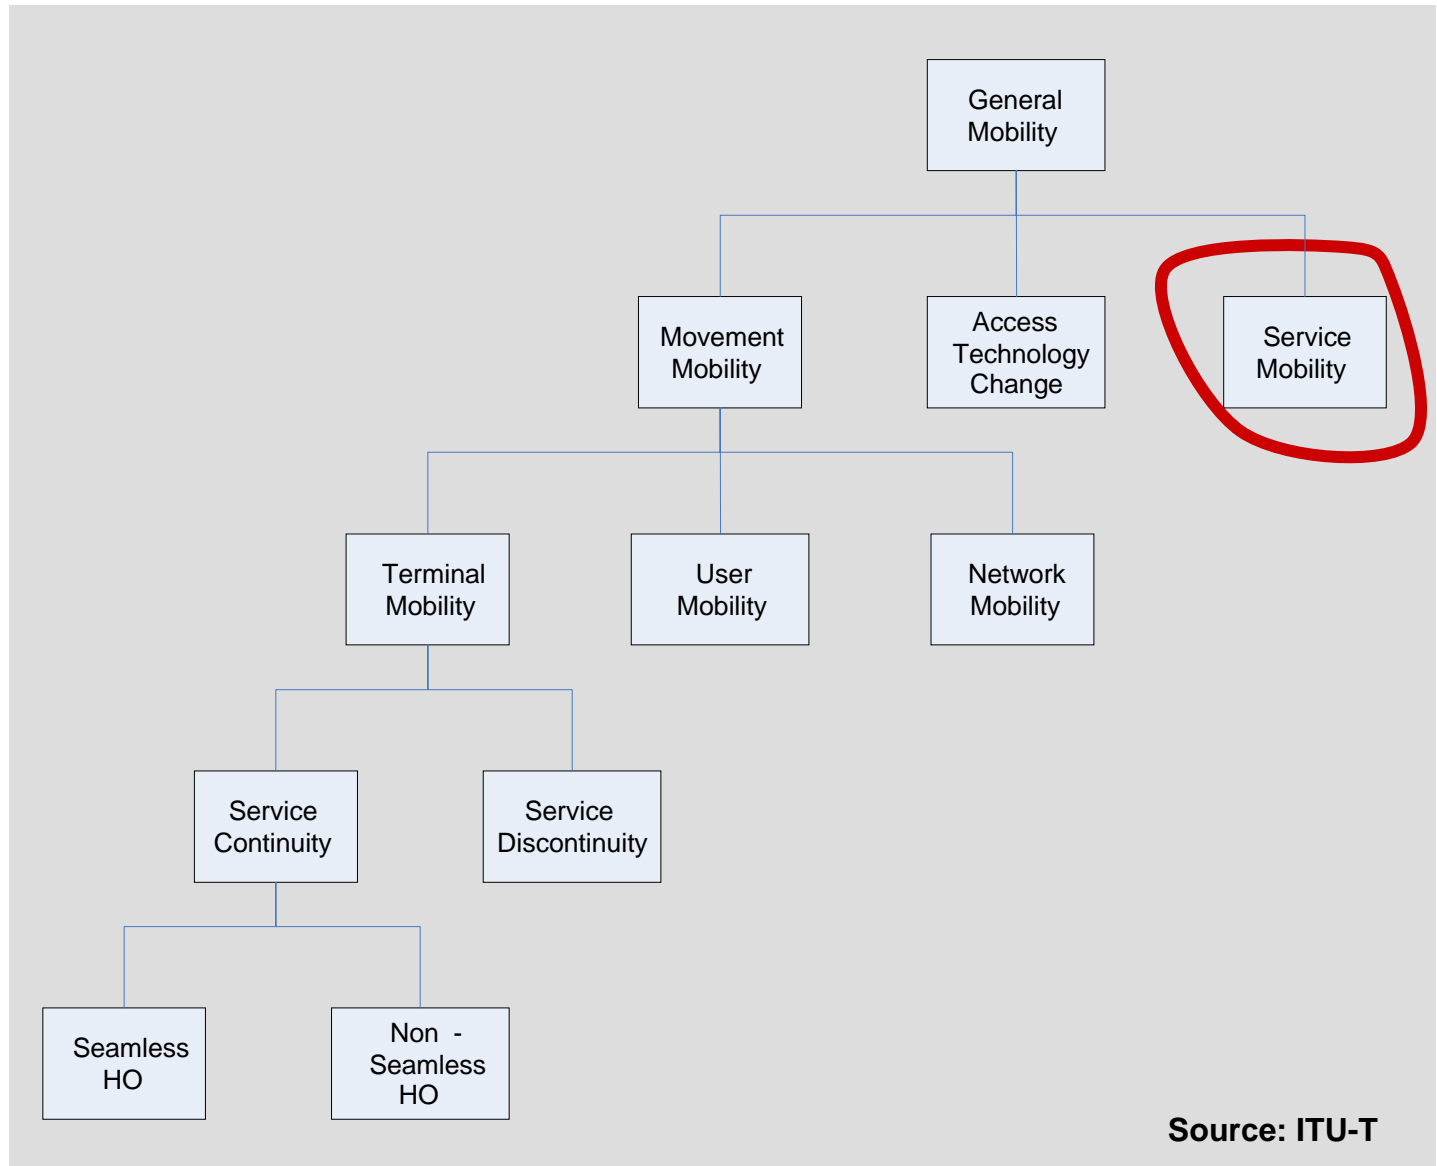 General
Mobility
Movement
Mobility
Access
Technology
Change
Service
Mobility
Terminal
Mobility
User
Mobility
Network
Mobility
Service
Continuity
Service
Discontinuity
Seamless
HO
Non -
Seamless
HO
Source: ITU-T